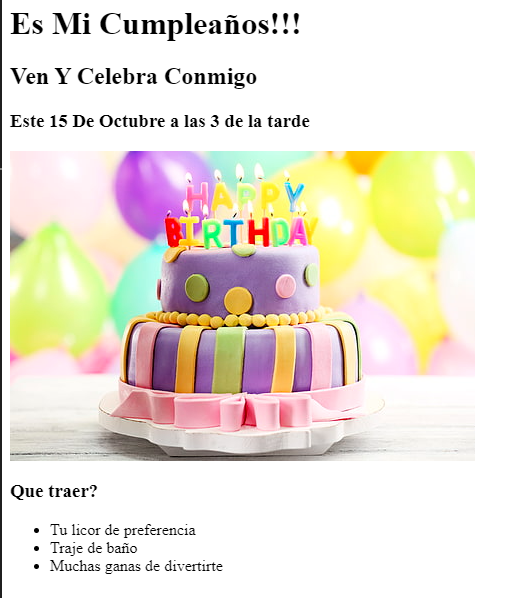 Es Mi Cumpleaños!!!
Ven Y Celebra Conmigo
Este 15 De Octubre a las 3 de la tarde
HAPPY
BIRTHDAY
Que traer?
Tu licor de preferencia
Traje de baño
Muchas ganas de divertirte